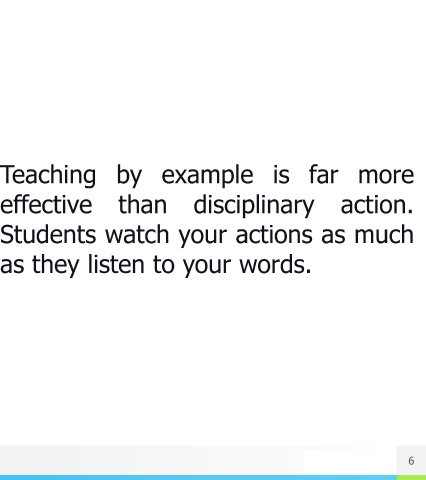 Teaching by example is far more
effective than disciplinary action.
Students watch your actions as much
as they listen to your words.
6